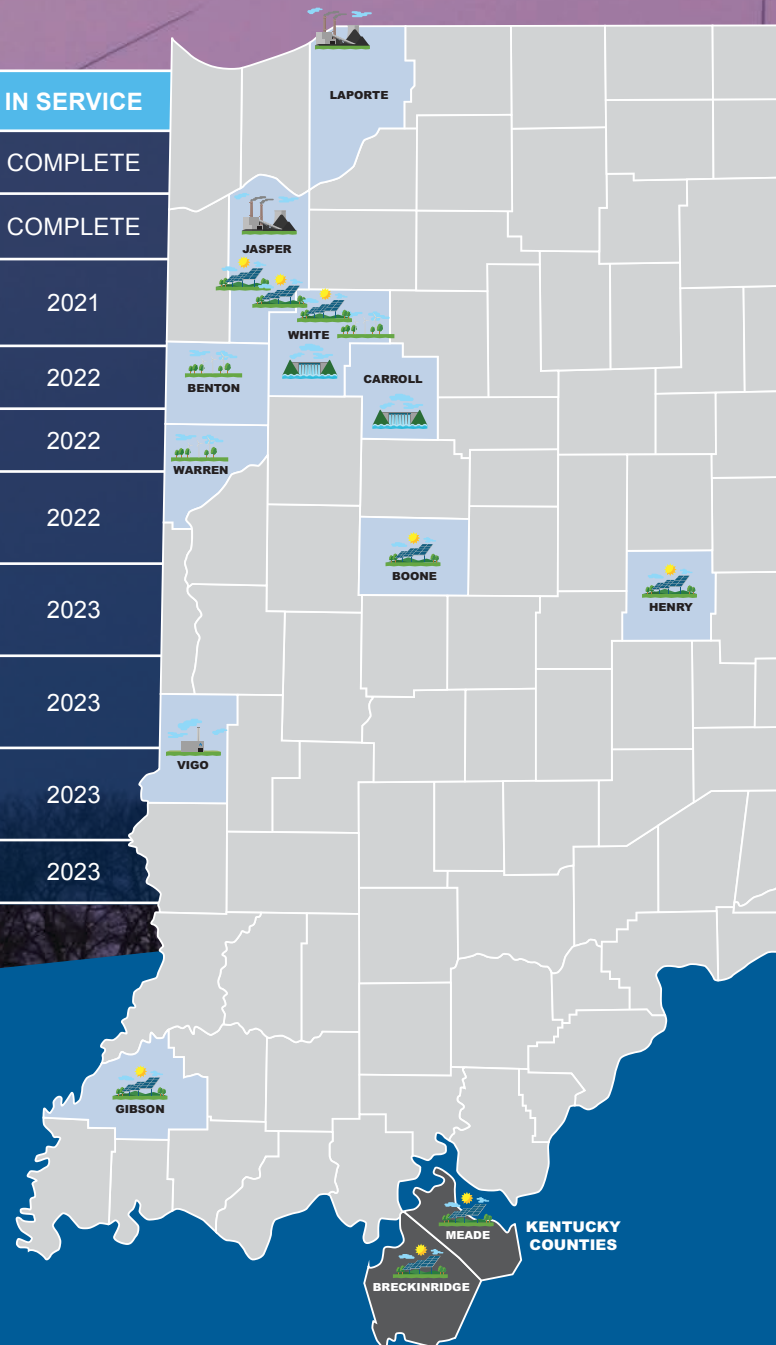 IN SERVICE
COMPLETE
COMPLETE
2021
2022
2022
2022
2023
2023
2023
2023
LAPORTE
JASPER
WHITE
BENTON
CARROLL
WARREN
BOONE
HENRY
VIGO
GIBSON
MEADE
BRECKINRIDGE
KENTUCKY
COUNTIES